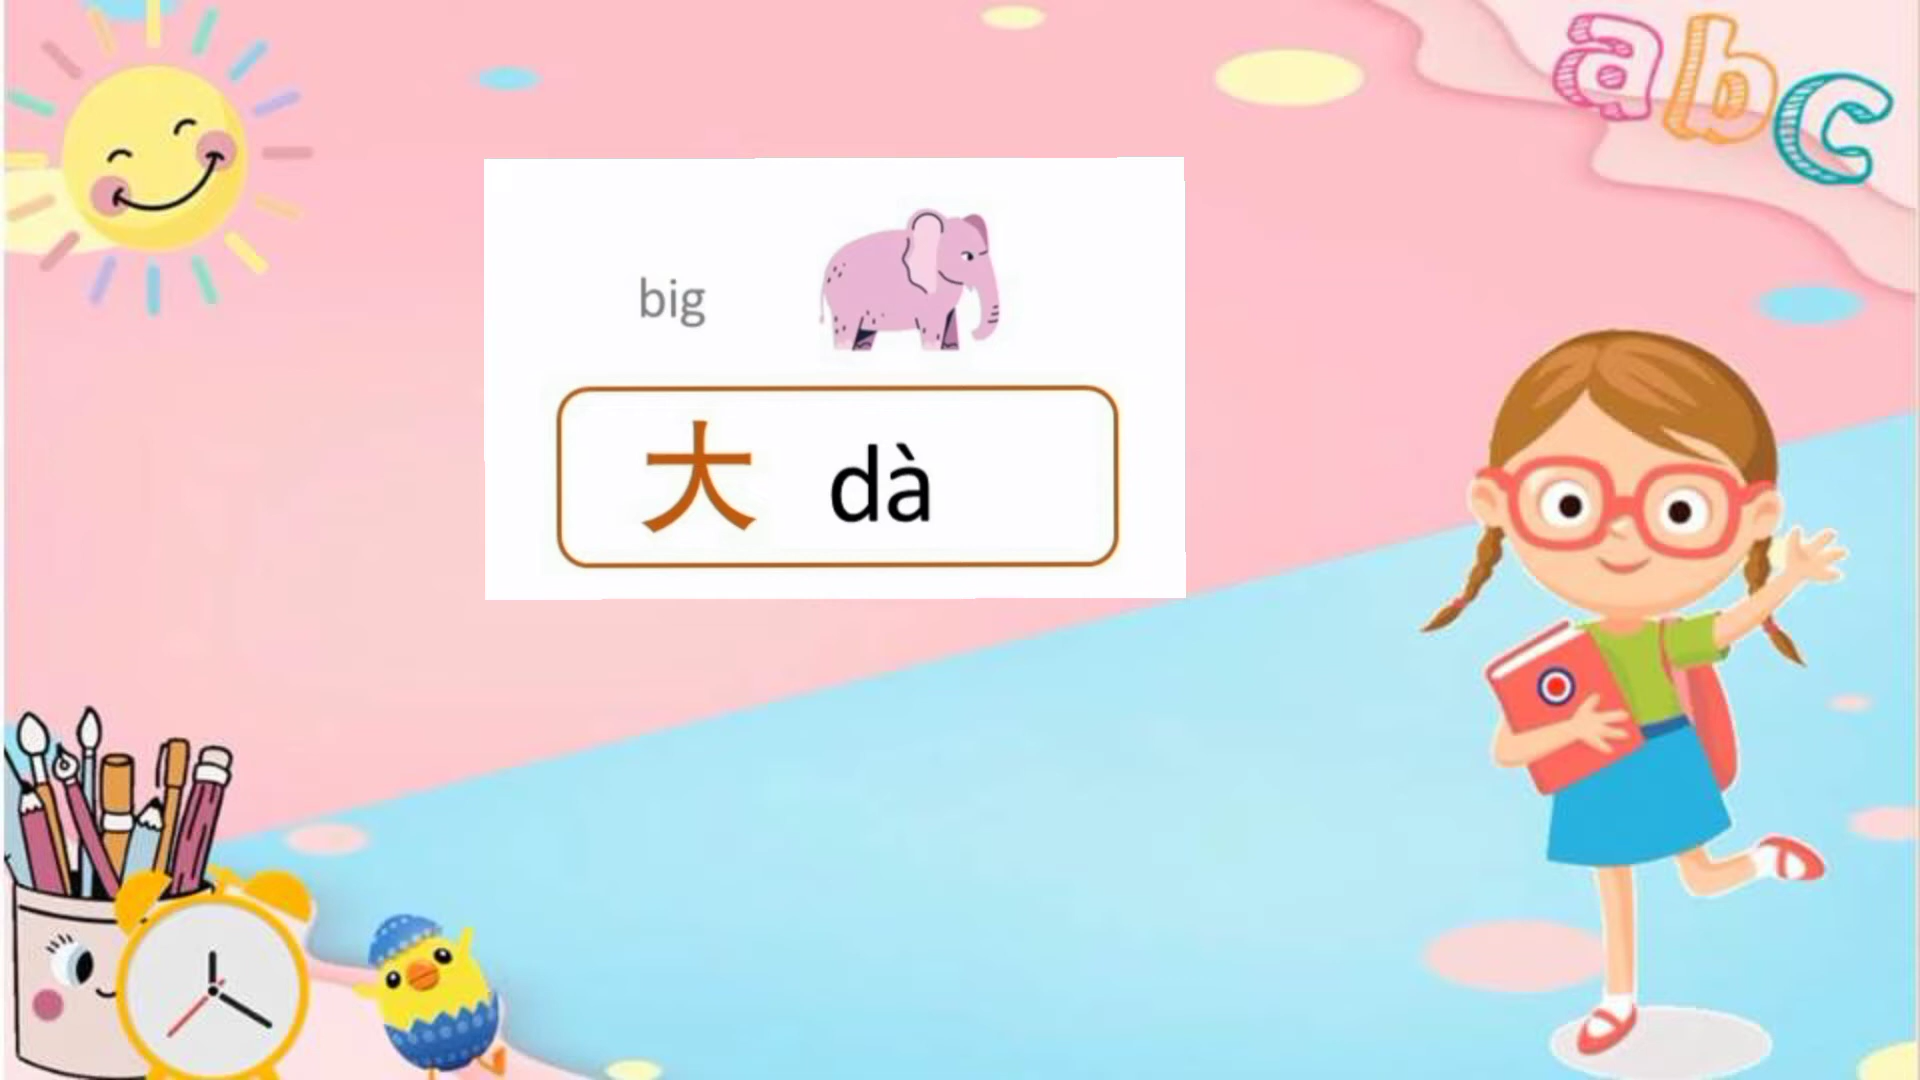 abc
big
大 dà